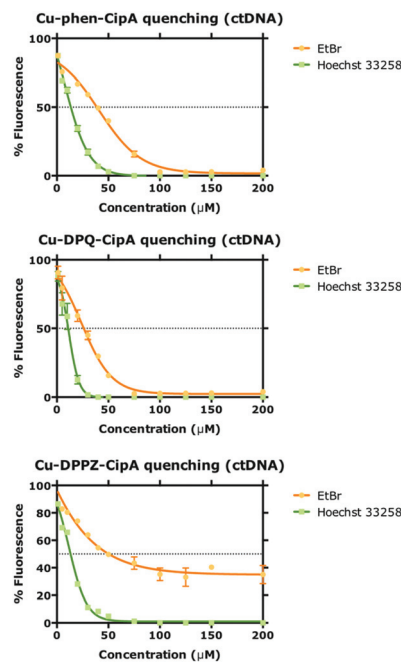 Cu-phen-CipA quenching (ctDNA)
EtBr
Hoechst 33258
% Fluorescence
100
50
0
0 50 100 150 200
Concentration (µM)
Cu-DPQ-CipA quenching (ctDNA)
EtBr
Hoechst 33258
% Fluorescence
100
50
0
0 50 100 150 200
Concentration (µM)
Cu-DPPZ-CipA quenching (ctDNA)
EtBr
Hoechst 33258
% Fluorescence
100
80
60
40
20
0
0 50 100 150 200
Concentration (µM)